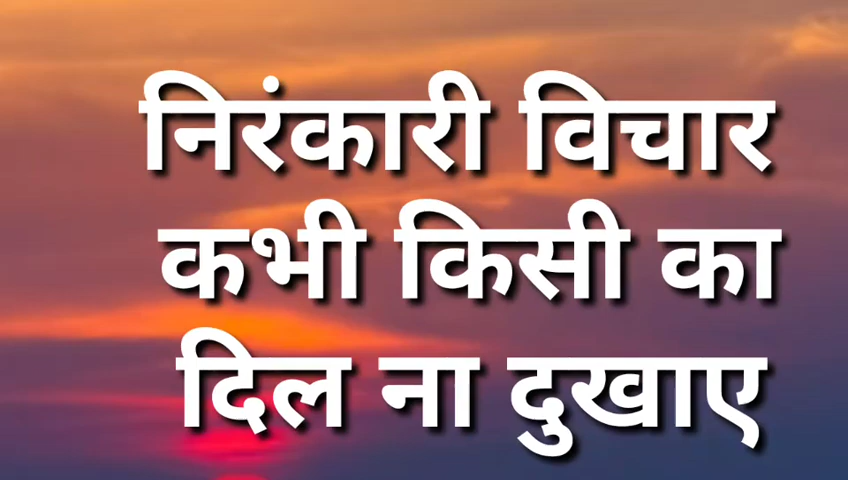 निरंकारी विचार
कभी किसी का
दिल ना दुखाए